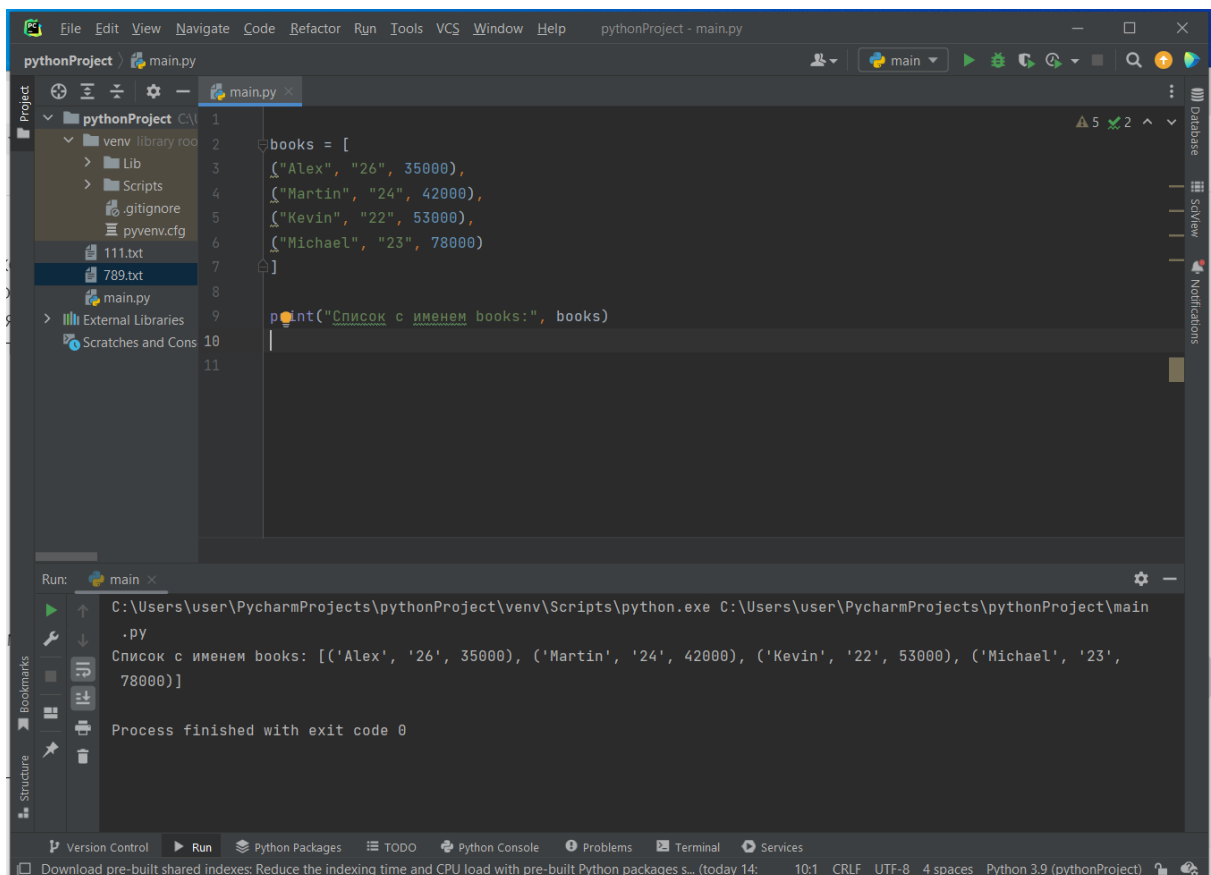 File Edit View Navigate Code Refactor Run Tools VCS Window Help pythonProject - main.py
pythonProject main.py main
Project
main.py
pythonProject C:\
venv library roo
Lib
Scripts
.gitignore
pyvenv.cfg
111.txt
789.txt
main.py
External Libraries
Scratches and Cons
5 2
1
2 books = [
3 ("Alex", "26", 35000),
4 ("Martin", "24", 42000),
5 ("Kevin", "22", 53000),
6 ("Michael", "23", 78000)
7 ]
8
9 print("Список с именем books:", books)
10
11
Database
SciView
Notifications
Run: main
C:\Users\user\PycharmProjects\pythonProject\venv\Scripts\python.exe C:\Users\user\PycharmProjects\pythonProject\main
.py
Список с именем books: [('Alex', '26', 35000), ('Martin', '24', 42000), ('Kevin', '22', 53000), ('Michael', '23',
78000)]
Process finished with exit code 0
Bookmarks
Structure
Version Control Run Python Packages TODO Python Console Problems Terminal Services
Download pre-built shared indexes: Reduce the indexing time and CPU load with pre-built Python packages s... (today 14: 10:1 CRLF UTF-8 4 spaces Python 3.9 (pythonProject)